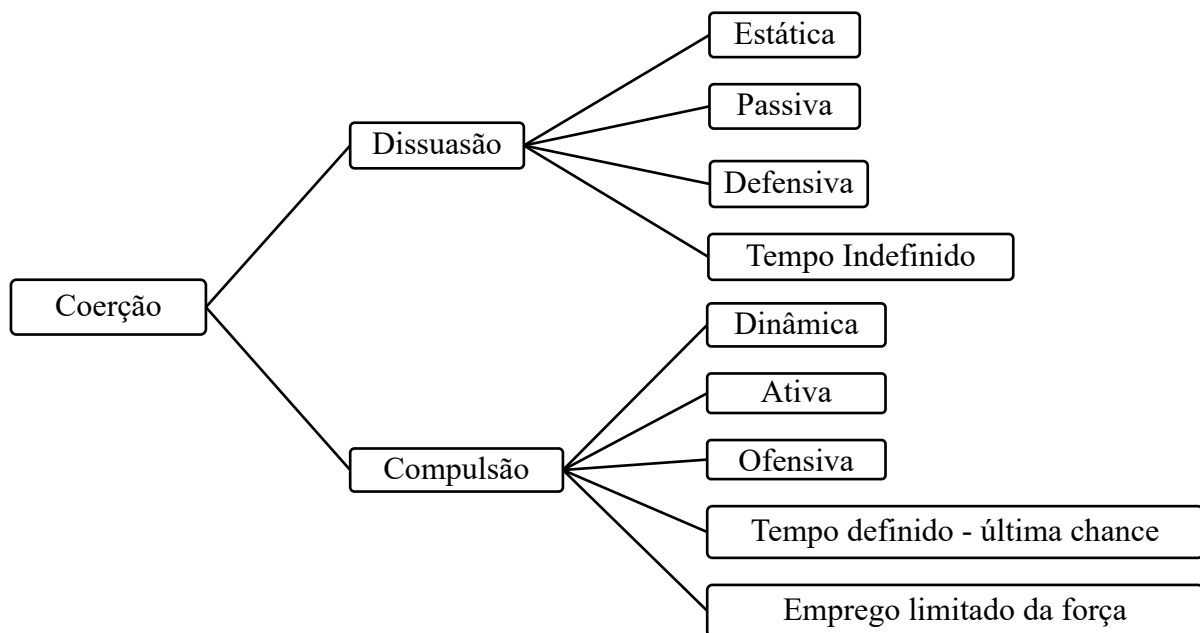 Estática
Passiva
Dissuasão
Defensiva
Tempo Indefinido
Coerção
Dinâmica
Ativa
Ofensiva
Compulsão
Tempo definido - última chance
Emprego limitado da força